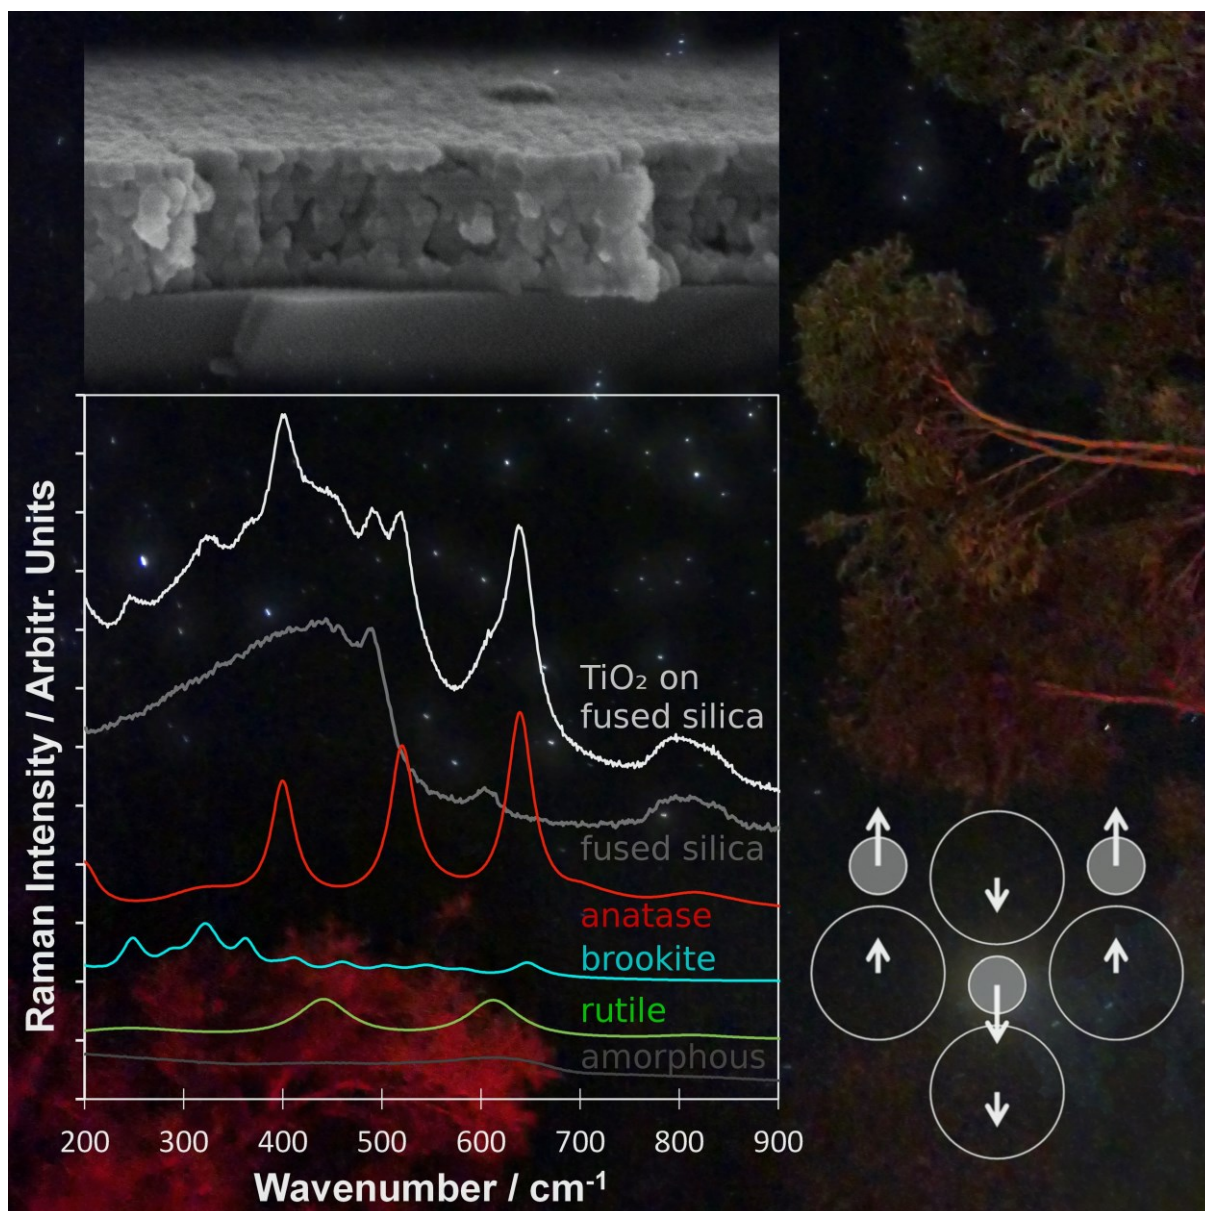 Raman Intensity / Arbitr. Units
TiO₂ on
fused silica
fused silica
anatase
brookite
rutile
amorphous
200 300 400 500 600 700 800 900
Wavenumber / cm⁻¹